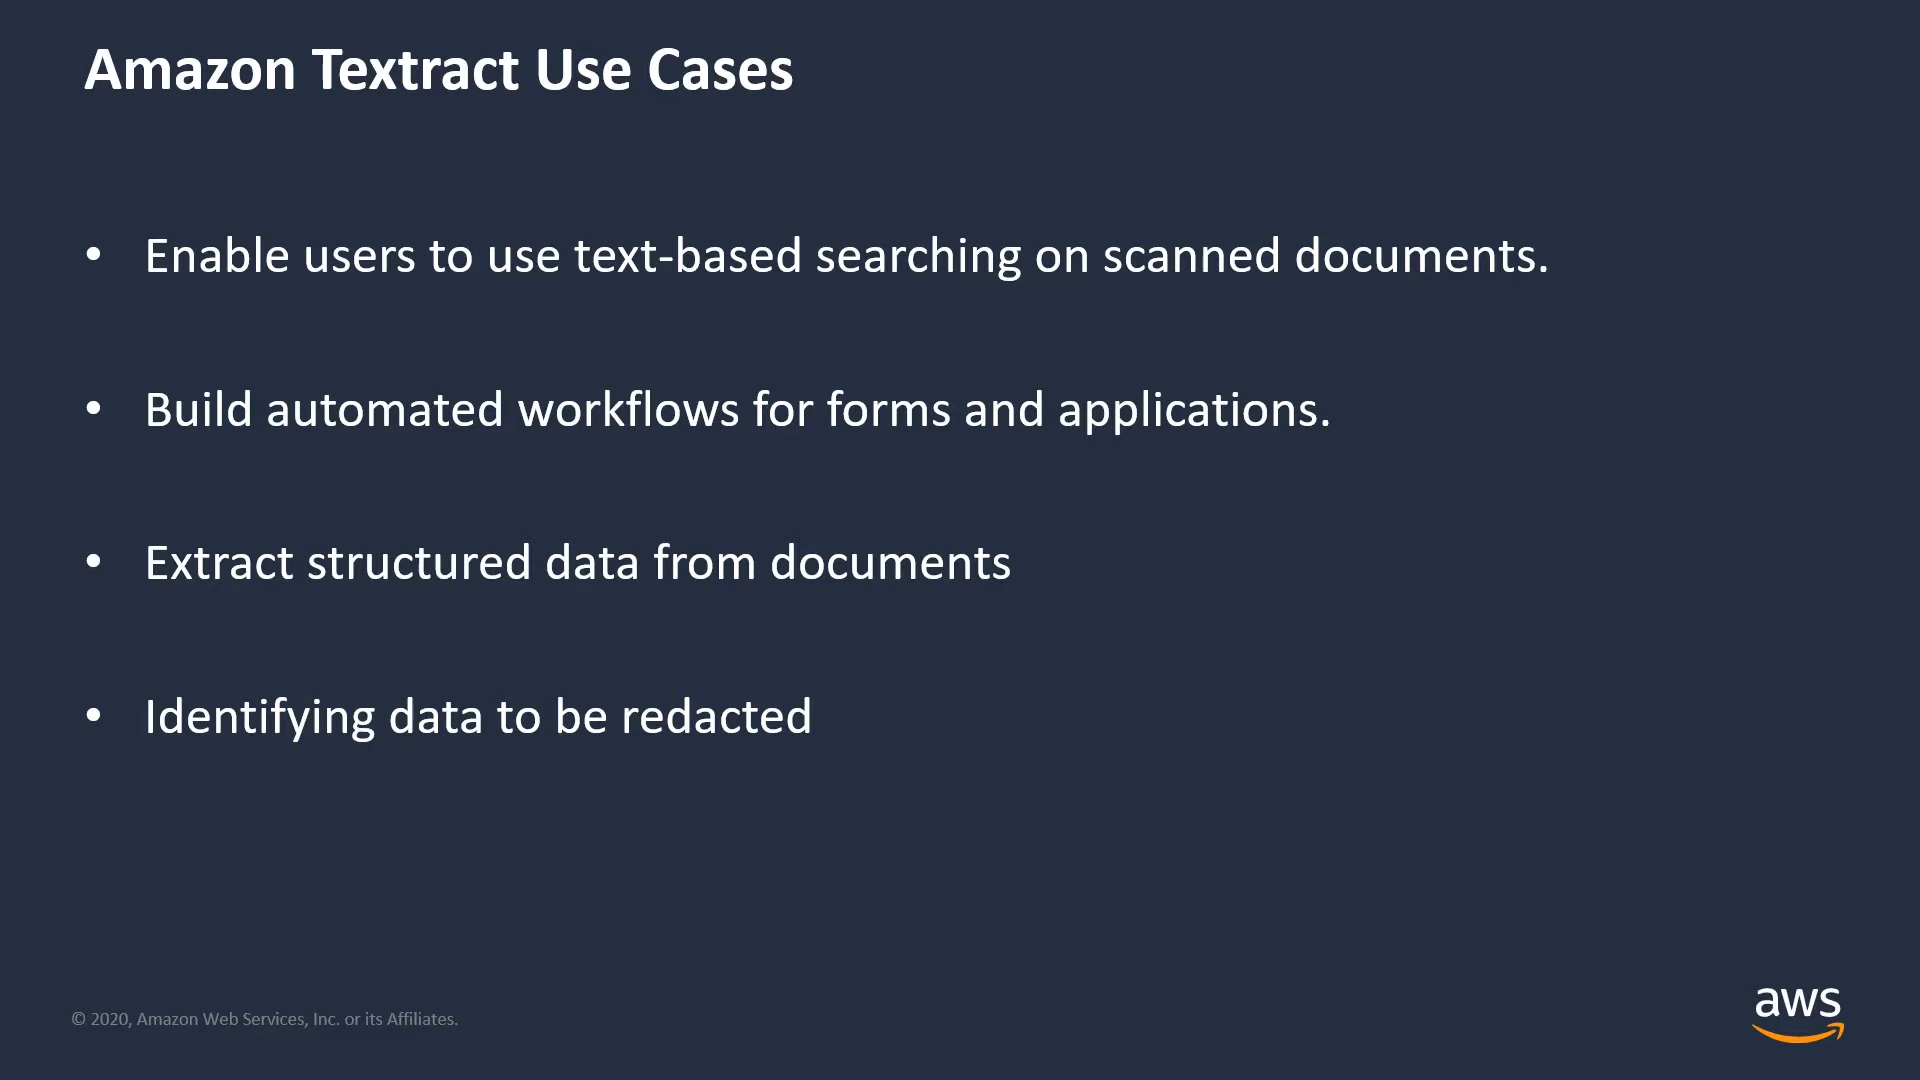 Amazon Textract Use Cases
• Enable users to use text-based searching on scanned documents.
• Build automated workflows for forms and applications.
• Extract structured data from documents
• Identifying data to be redacted
© 2020, Amazon Web Services, Inc. or its Affiliates.
aws